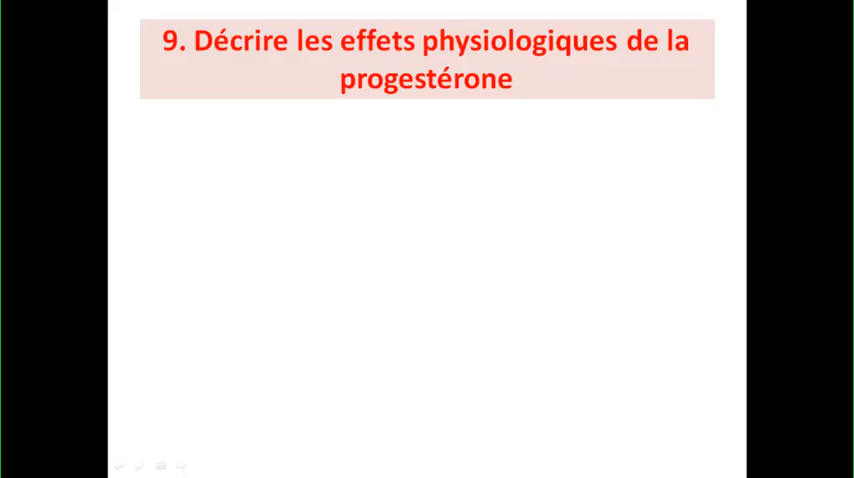 9. Décrire les effets physiologiques de la
progestérone